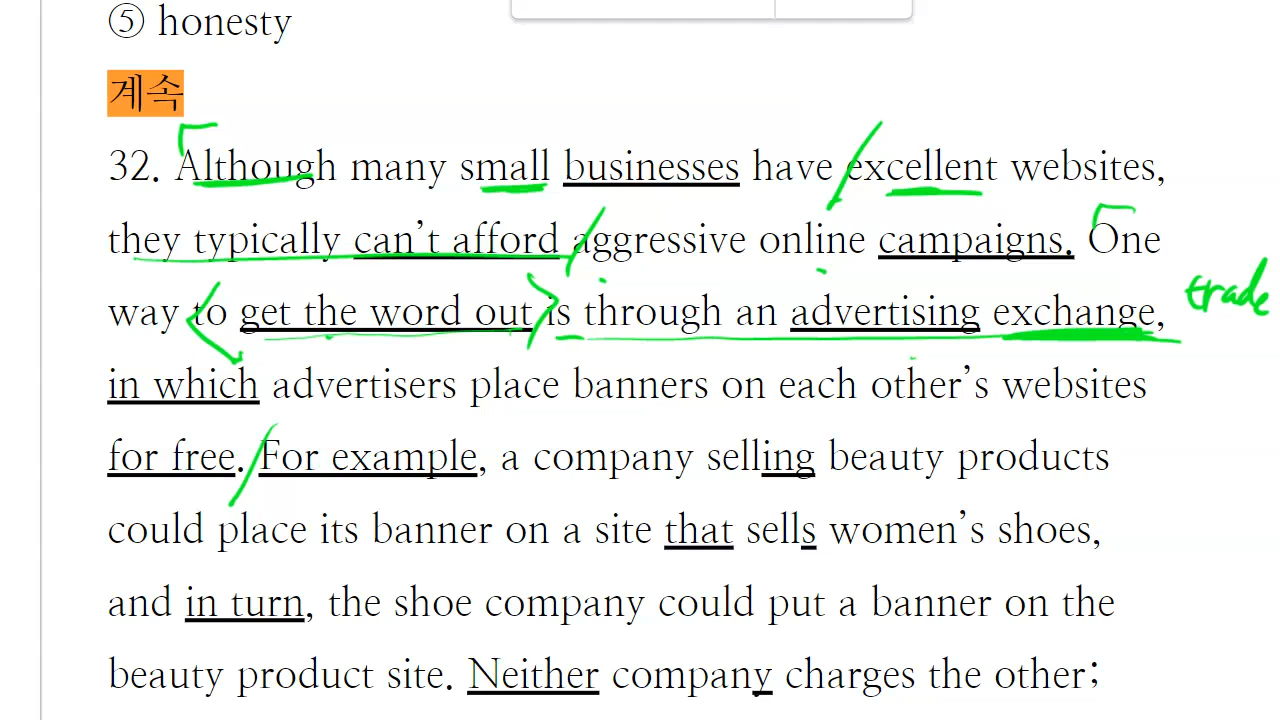 ⑤ honesty
계속
32. Although many small businesses have excellent websites,
they typically can't afford aggressive online campaigns. One
way to get the word out is through an advertising exchange, trade
in which advertisers place banners on each other's websites
for free. For example, a company selling beauty products
could place its banner on a site that sells women's shoes,
and in turn, the shoe company could put a banner on the
beauty product site. Neither company charges the other;